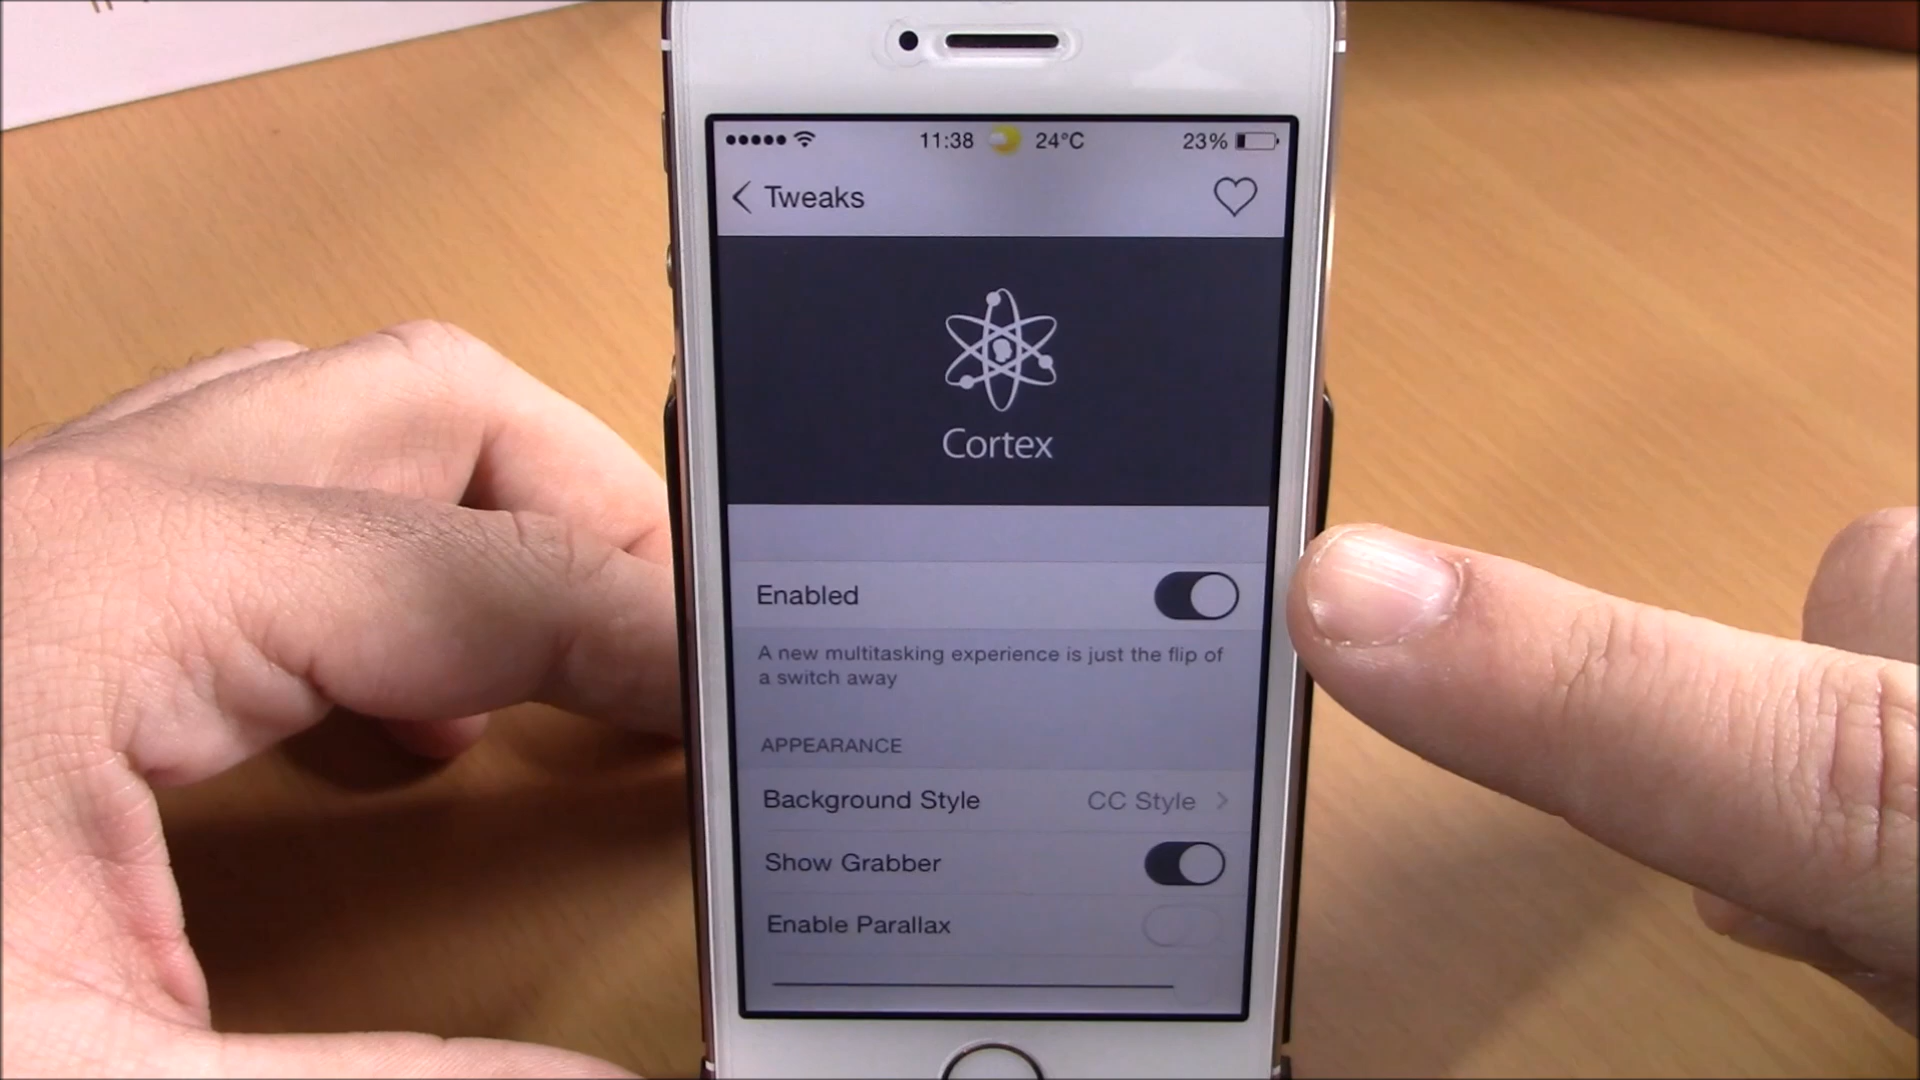 11:38 24°C 23%
Tweaks
Cortex
Enabled
A new multitasking experience is just the flip of
a switch away
APPEARANCE
Background Style CC Style
Show Grabber
Enable Parallax